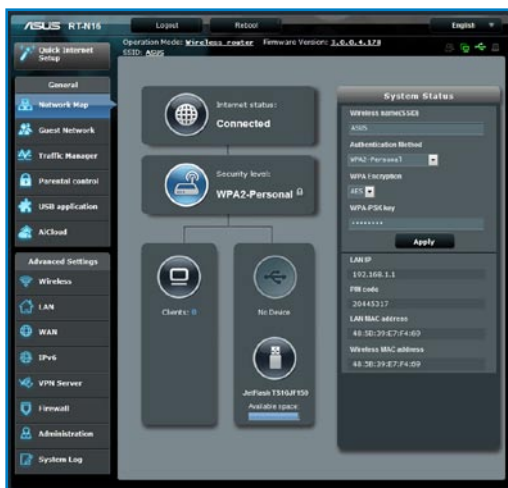 ASUS RT-N16
Logout
Reboot
English
Operation Mode: Wireless router Firmware Version: 3.0.0.4.178
SSID: ASUS
Quick Internet
Setup
General
Network Map
Guest Network
Traffic Manager
Parental control
USB application
AiCloud
Advanced Settings
Wireless
LAN
WAN
IPv6
VPN Server
Firewall
Administration
System Log
Internet status:
Connected
Security level:
WPA2-Personal
Clients: 0
No Device
JetFlash TS1GJF150
Available space:
System Status
Wireless name(SSID)
ASUS
Authentication Method
WPA2-Personal
WPA Encryption
AES
WPA-PSK key
Apply
LAN IP
192.168.1.1
PIN code
20445317
LAN MAC address
Wireless MAC address